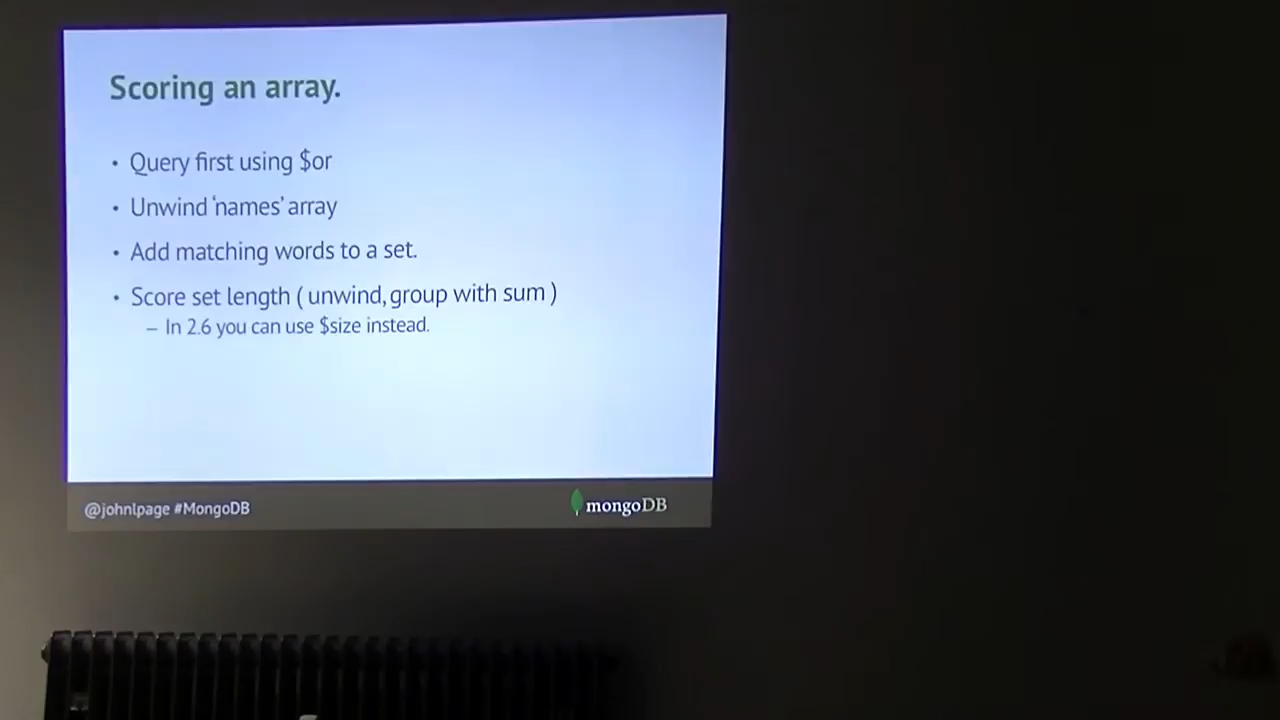 Scoring an array.
• Query first using $or
• Unwind ‘names’ array
• Add matching words to a set.
• Score set length ( unwind, group with sum )
– In 2.6 you can use $size instead.
@johnlpage #MongoDB
mongoDB